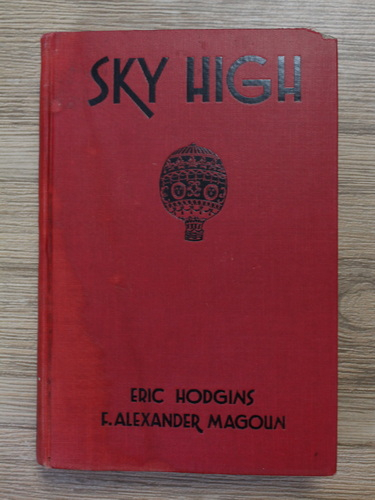 SKY HIGH
ERIC HODGINS
F. ALEXANDER MAGOUN